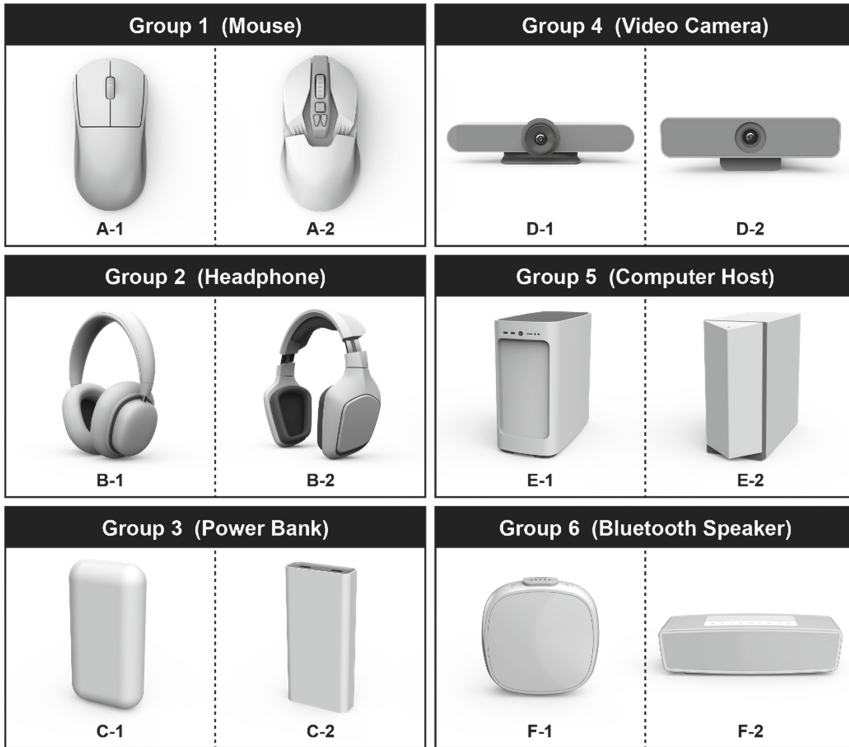 Group 1 (Mouse)
A-1
A-2
Group 4 (Video Camera)
D-1
D-2
Group 2 (Headphone)
B-1
B-2
Group 5 (Computer Host)
E-1
E-2
Group 3 (Power Bank)
C-1
C-2
Group 6 (Bluetooth Speaker)
F-1
F-2